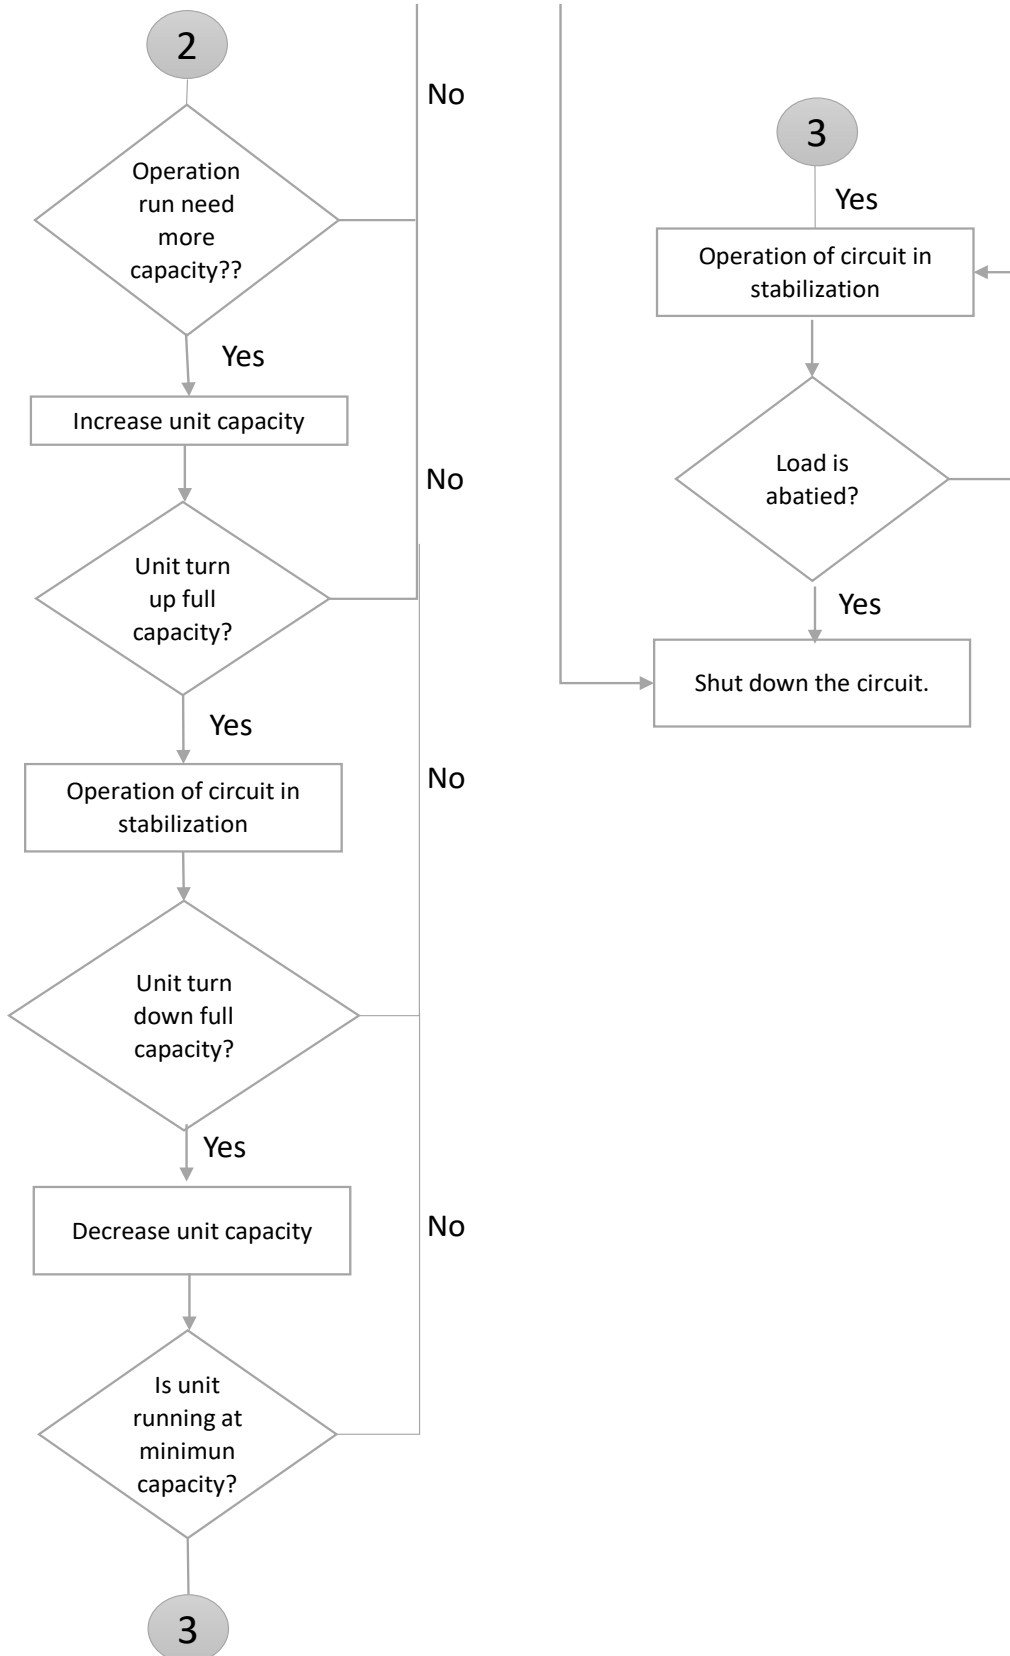 2
No
Operation
run need
more
capacity??
Yes
Increase unit capacity
No
Unit turn
up full
capacity?
Yes
Operation of circuit in
stabilization
No
Unit turn
down full
capacity?
Yes
Decrease unit capacity
No
Is unit
running at
minimun
capacity?
3
3
Yes
Operation of circuit in
stabilization
Load is
abatied?
Yes
Shut down the circuit.